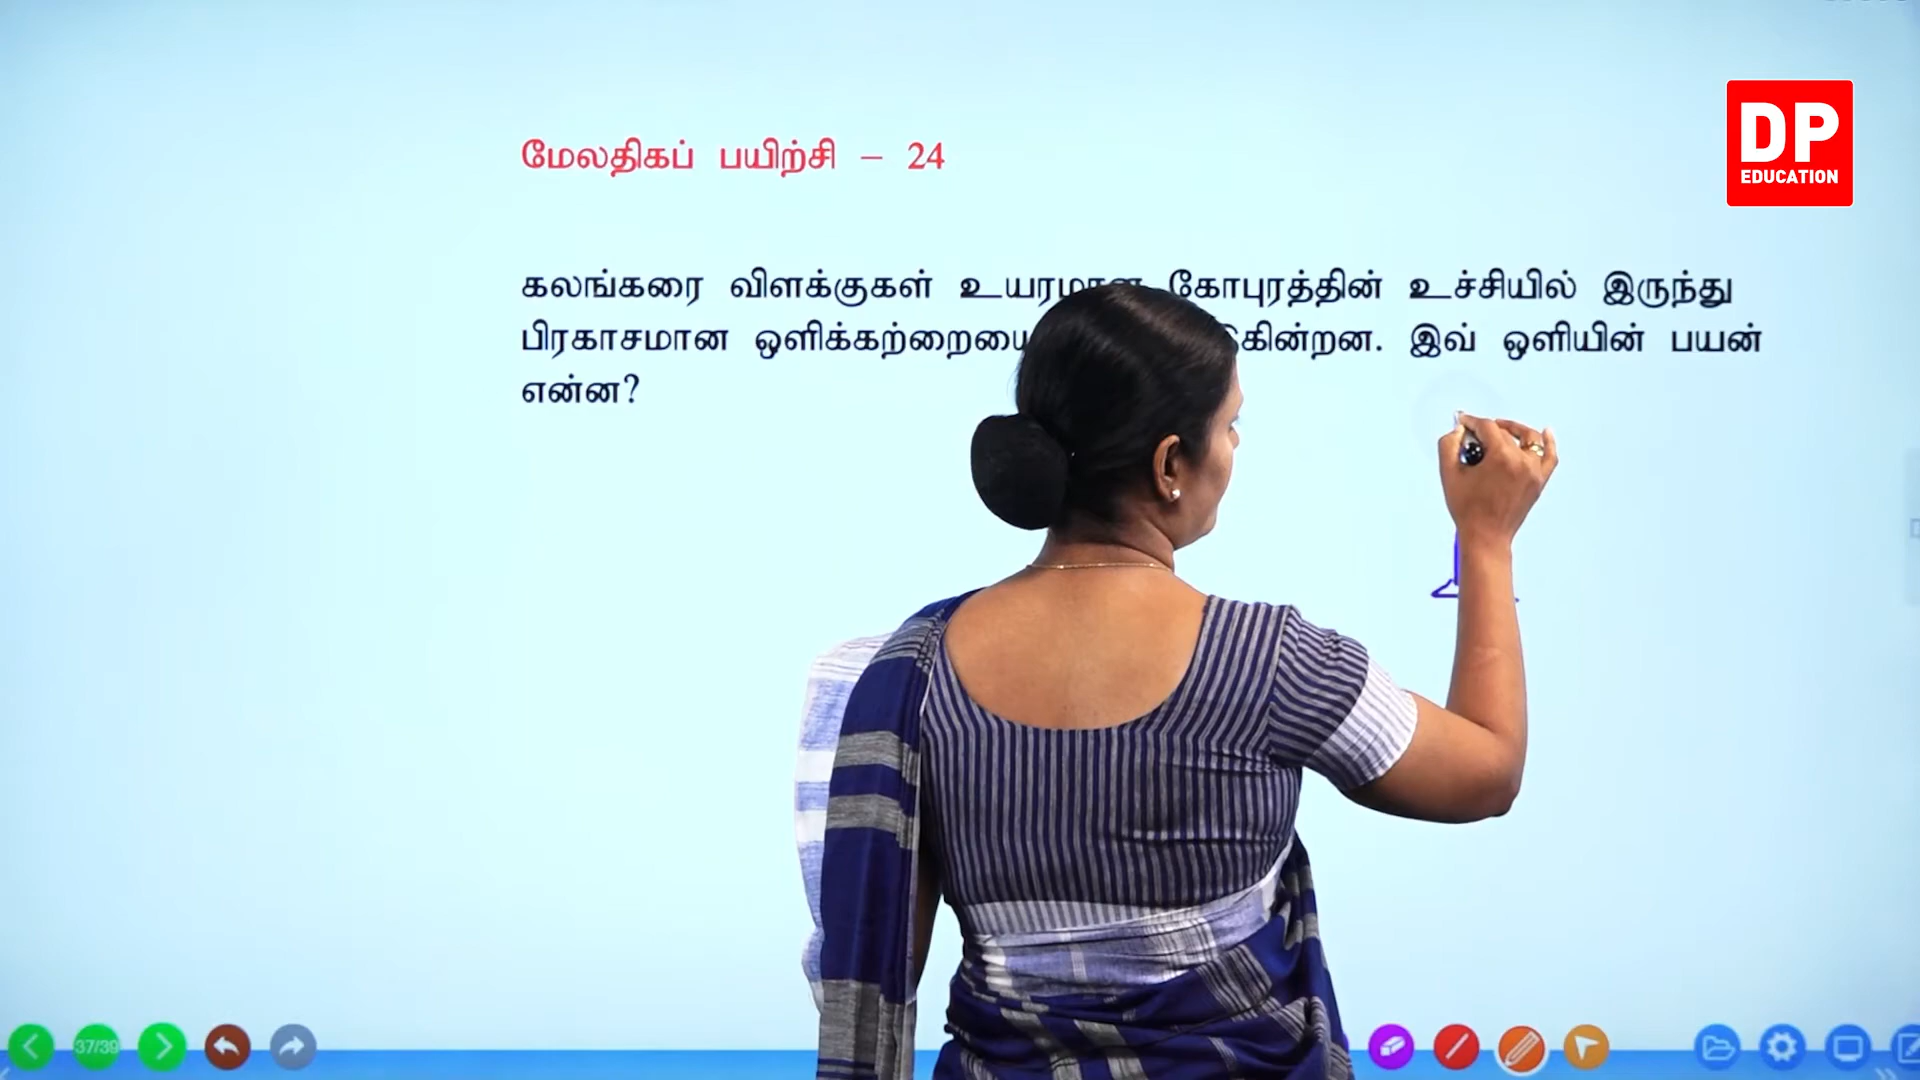 DP
EDUCATION
மேலதிகப் பயிற்சி – 24
கலங்கரை விளக்குகள் உயரமான கோபுரத்தின் உச்சியில் இருந்து
பிரகாசமான ஒளிக்கற்றையை இவ் ஒளியின் பயன்
என்ன?
37/39